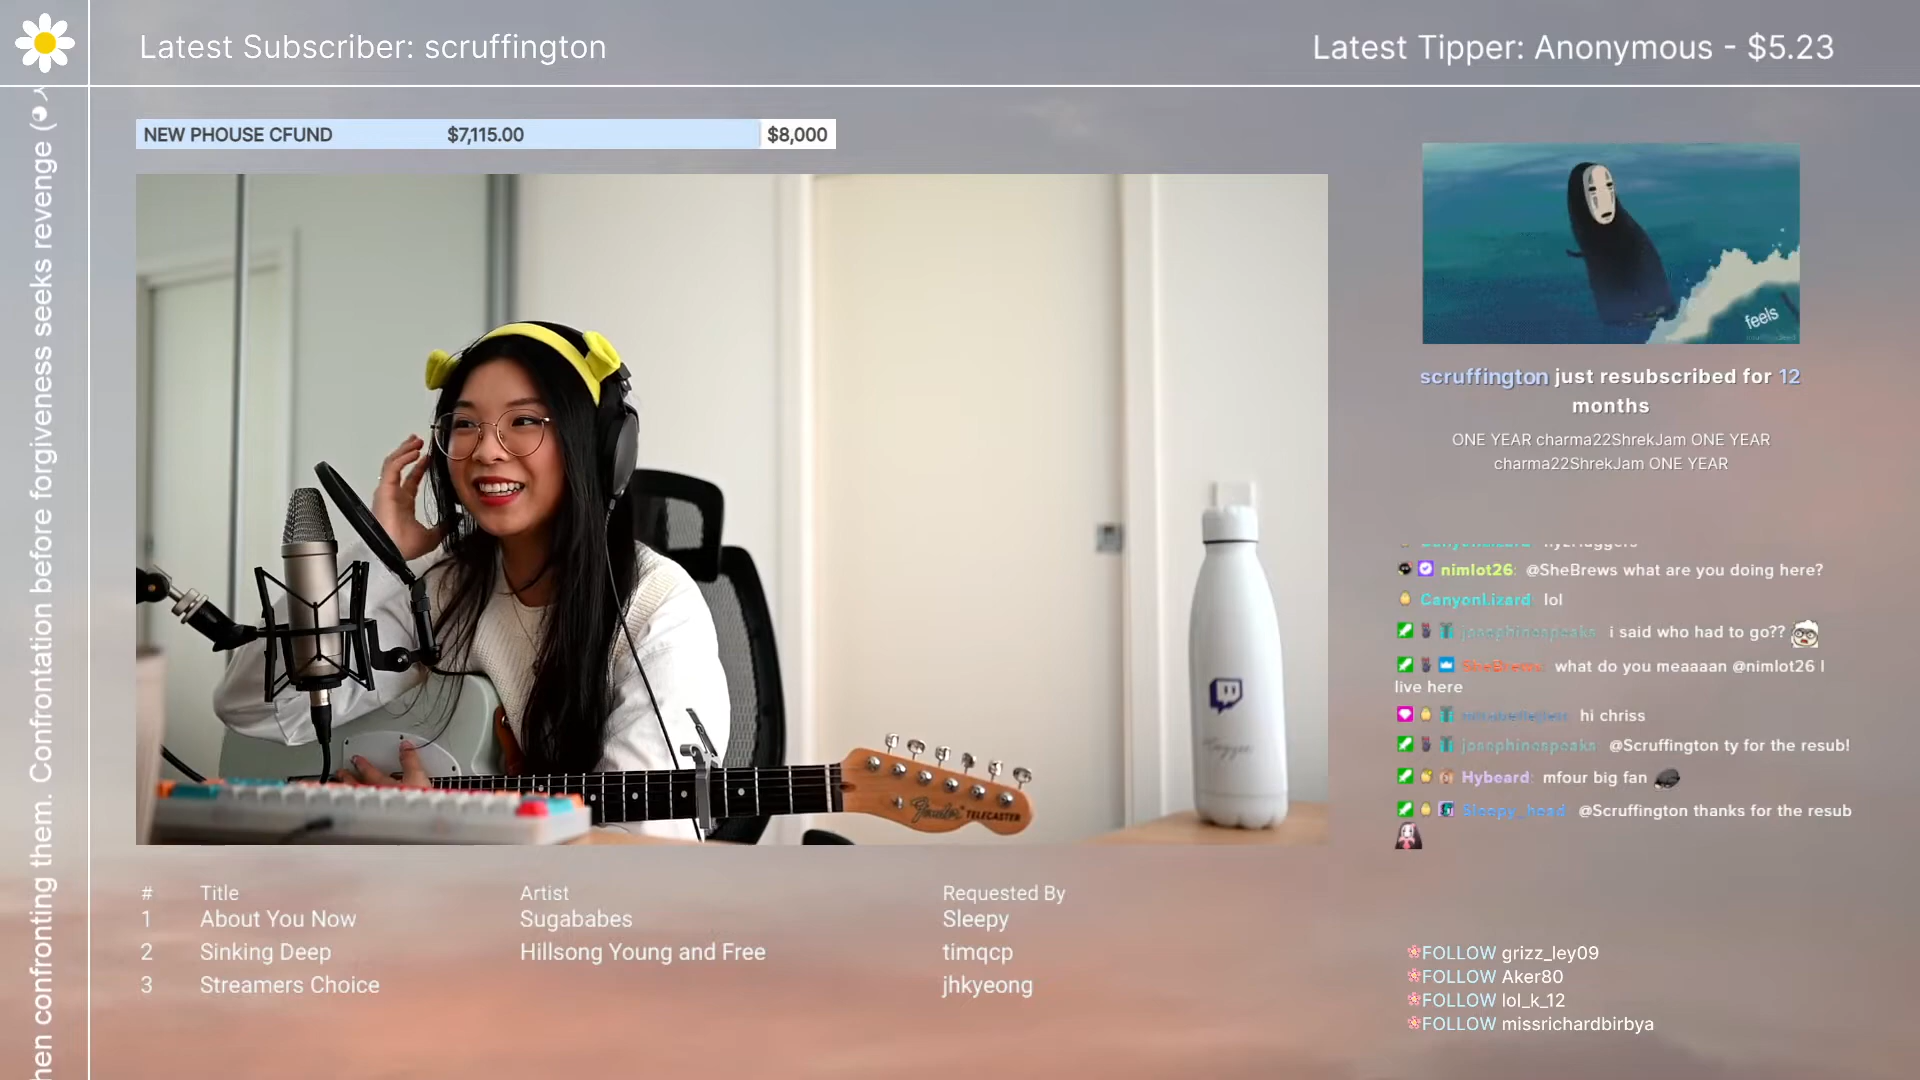 Latest Subscriber: scruffington
Latest Tipper: Anonymous - $5.23
hen confronting them. Confrontation before forgiveness seeks revenge (
NEW PHOUSE CFUND $7,115.00 $8,000
feels
scruffington just resubscribed for 12
months
ONE YEAR charma22ShrekJam ONE YEAR
charma22ShrekJam ONE YEAR
nimlot26: @SheBrews what are you doing here?
CanyonLizard lol
josephinespeaks i said who had to go??
SheBrews: what do you meaaaan @nimlot26 I
live here
hi chriss
josephinespeaks @Scruffington ty for the resub!
Hybeard: mfour big fan
Sleepy_head @Scruffington thanks for the resub
Fender TELECASTER
# Title Artist Requested By
1 About You Now Sugababes Sleepy
2 Sinking Deep Hillsong Young and Free timqcp
3 Streamers Choice jhkyeong
FOLLOW grizz_ley09
FOLLOW Aker80
FOLLOW lol_k_12
FOLLOW missrichardbirbya